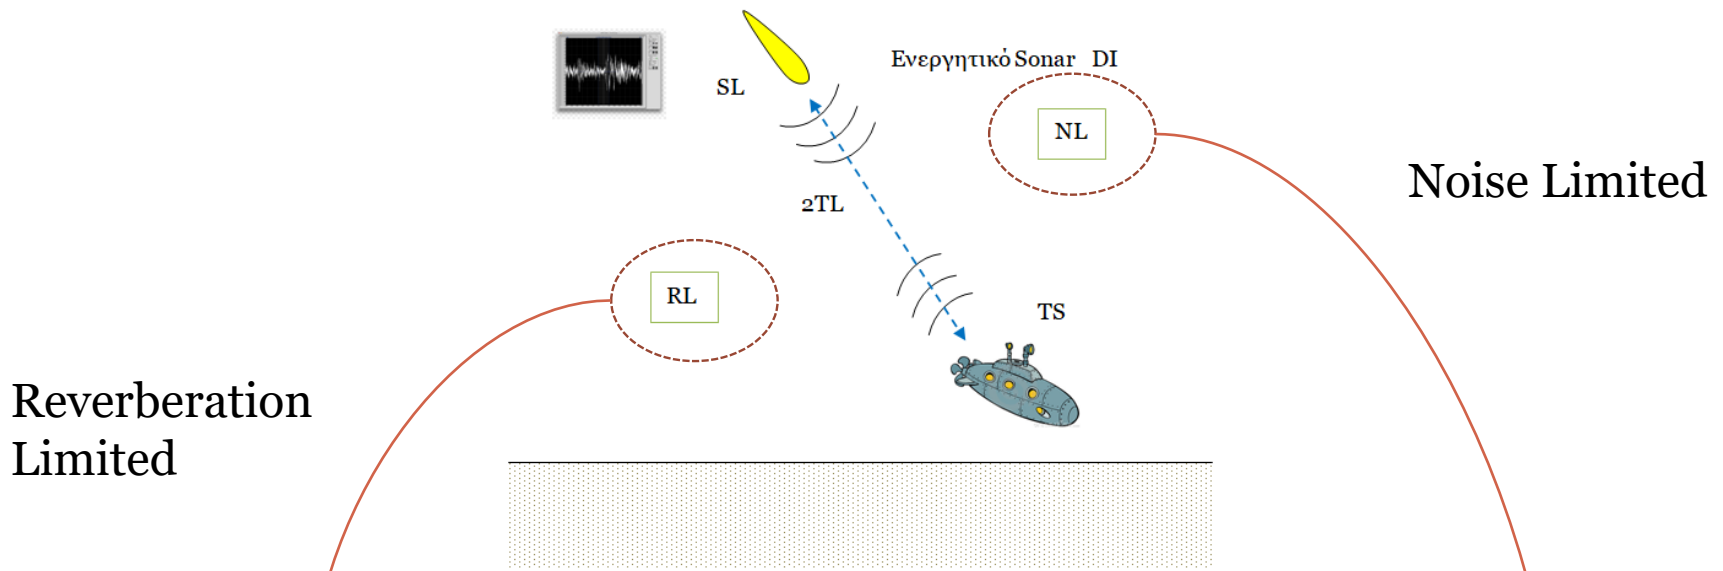 Ενεργητικό Sonar DI
SL
NL
Noise Limited
2TL
RL
TS
Reverberation
Limited